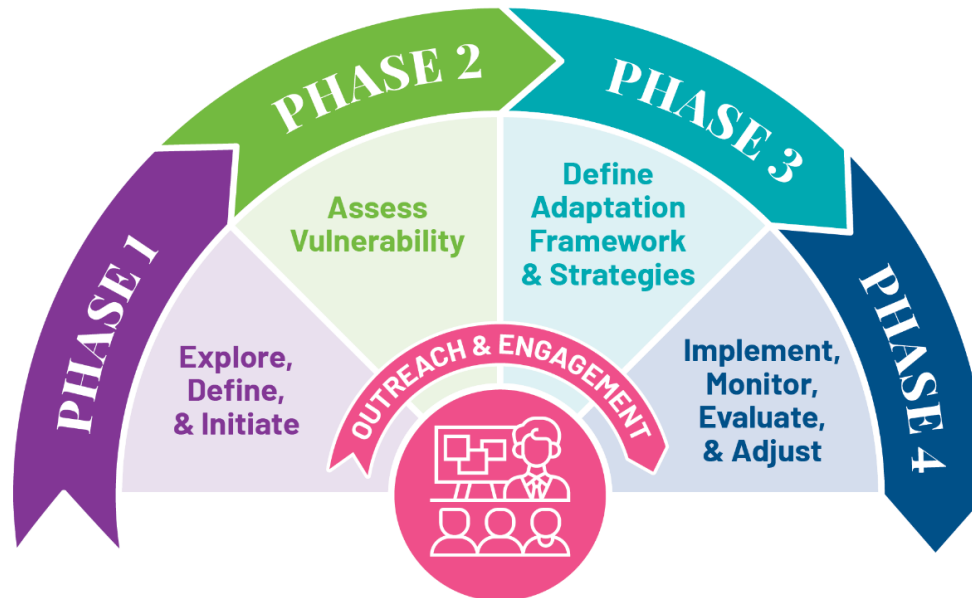 PHASE 1
Explore,
Define,
& Initiate
PHASE 2
Assess
Vulnerability
PHASE 3
Define
Adaptation
Framework
& Strategies
PHASE 4
Implement,
Monitor,
Evaluate,
& Adjust
OUTREACH & ENGAGEMENT